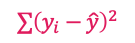 ∑(yᵢ − ŷ)²